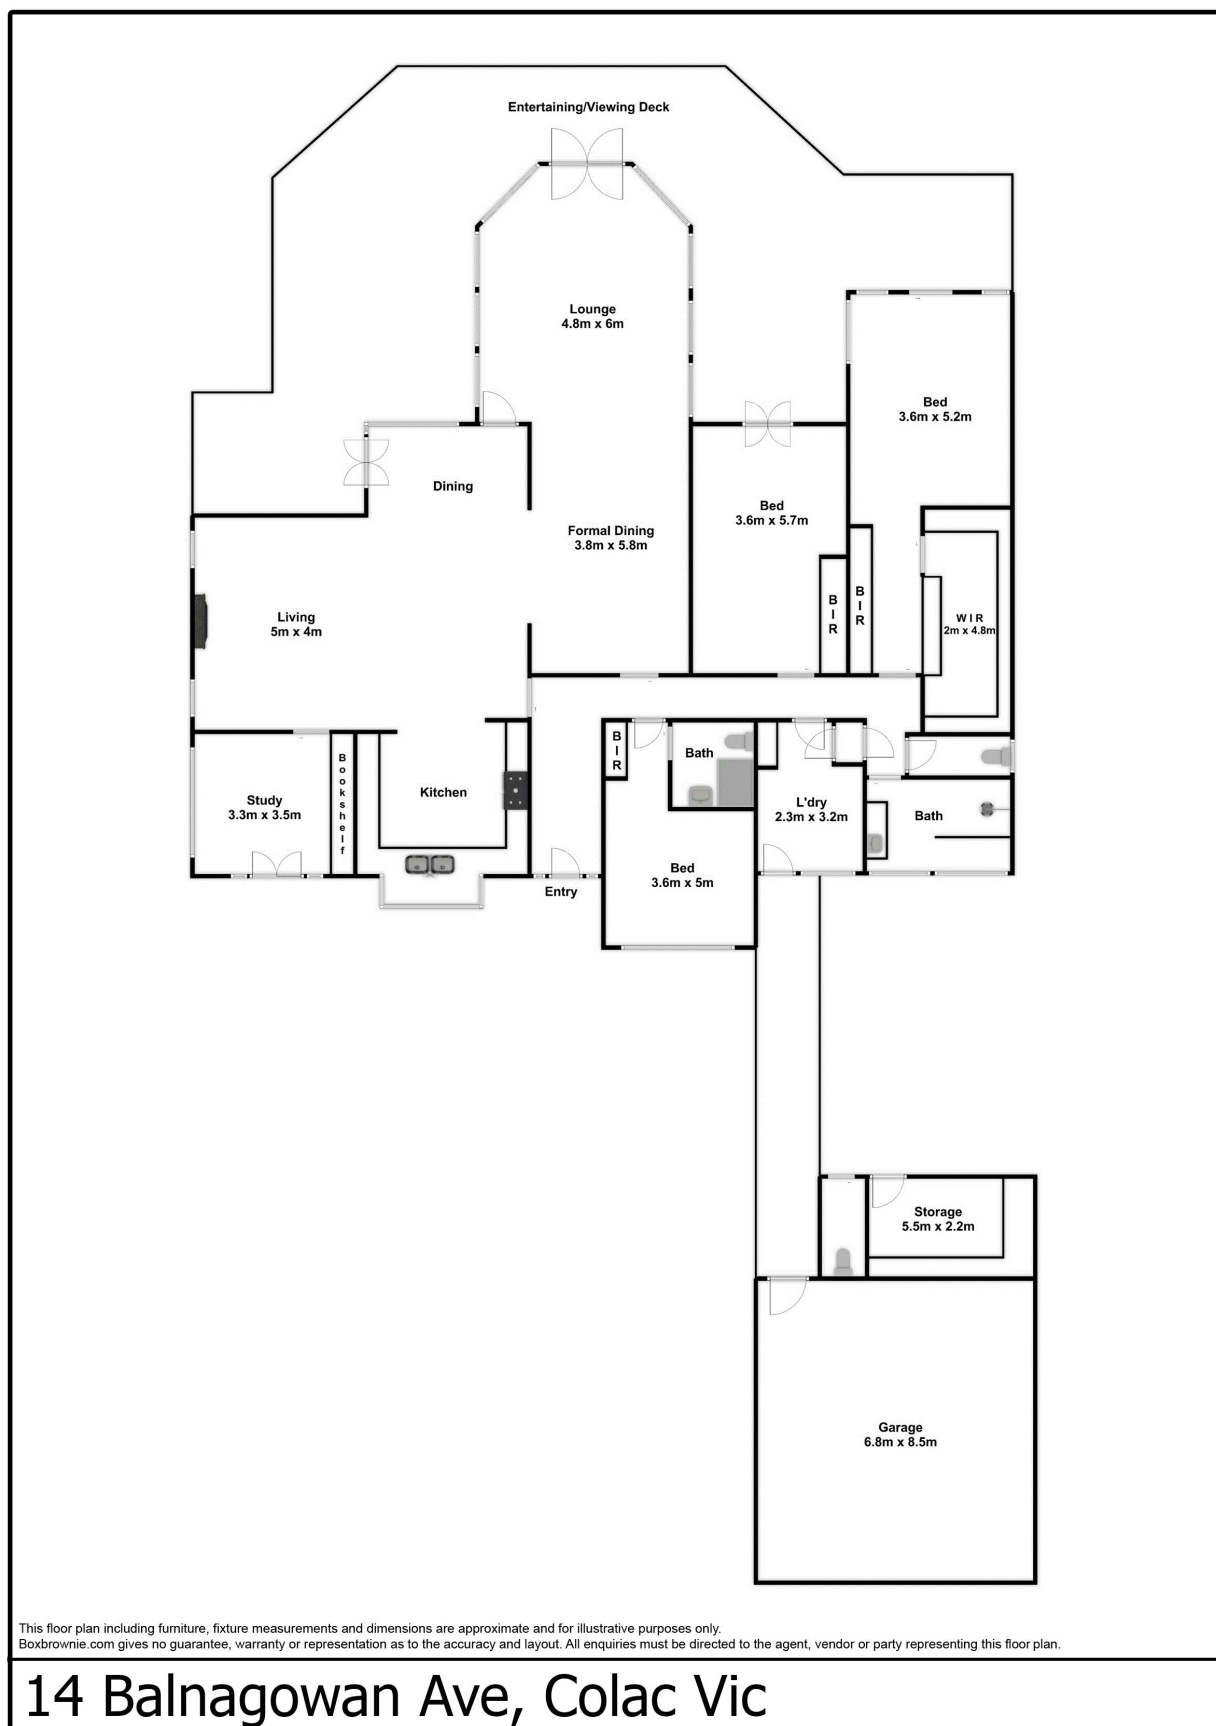 Entertaining/Viewing Deck
Lounge
4.8m x 6m
Bed
3.6m x 5.2m
Dining
Bed
3.6m x 5.7m
Formal Dining
3.8m x 5.8m
BIR
BIR
Living
5m x 4m
W I R
2m x 4.8m
BIR
Bath
Bookshelf
Kitchen
Study
3.3m x 3.5m
L'dry
2.3m x 3.2m
Bath
Bed
3.6m x 5m
Entry
Storage
5.5m x 2.2m
Garage
6.8m x 8.5m
This floor plan including furniture, fixture measurements and dimensions are approximate and for illustrative purposes only.
Boxbrownie.com gives no guarantee, warranty or representation as to the accuracy and layout. All enquiries must be directed to the agent, vendor or party representing this floor plan.
14 Balnagowan Ave, Colac Vic